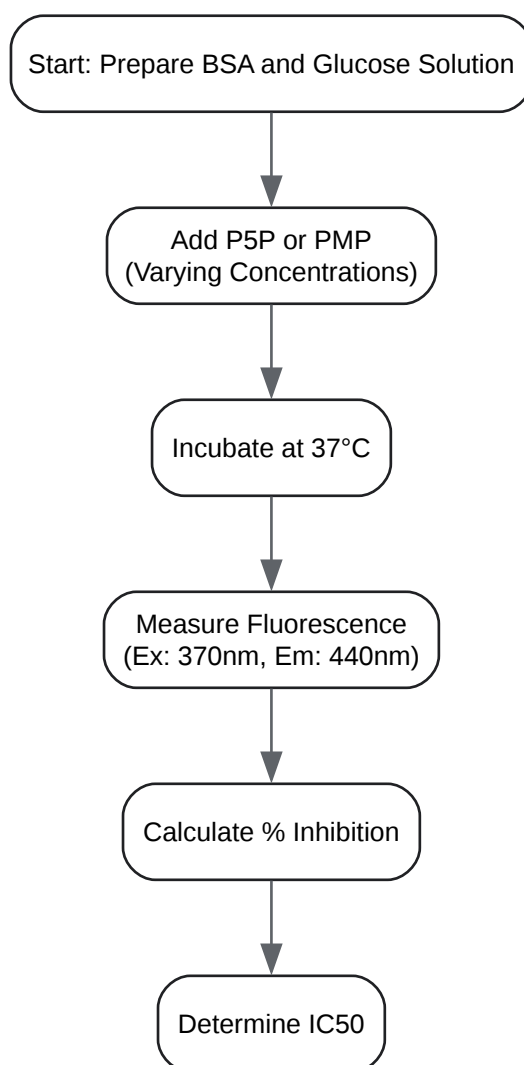 Start: Prepare BSA and Glucose Solution
Add P5P or PMP
(Varying Concentrations)
Incubate at 37°C
Measure Fluorescence
(Ex: 370nm, Em: 440nm)
Calculate % Inhibition
Determine IC50